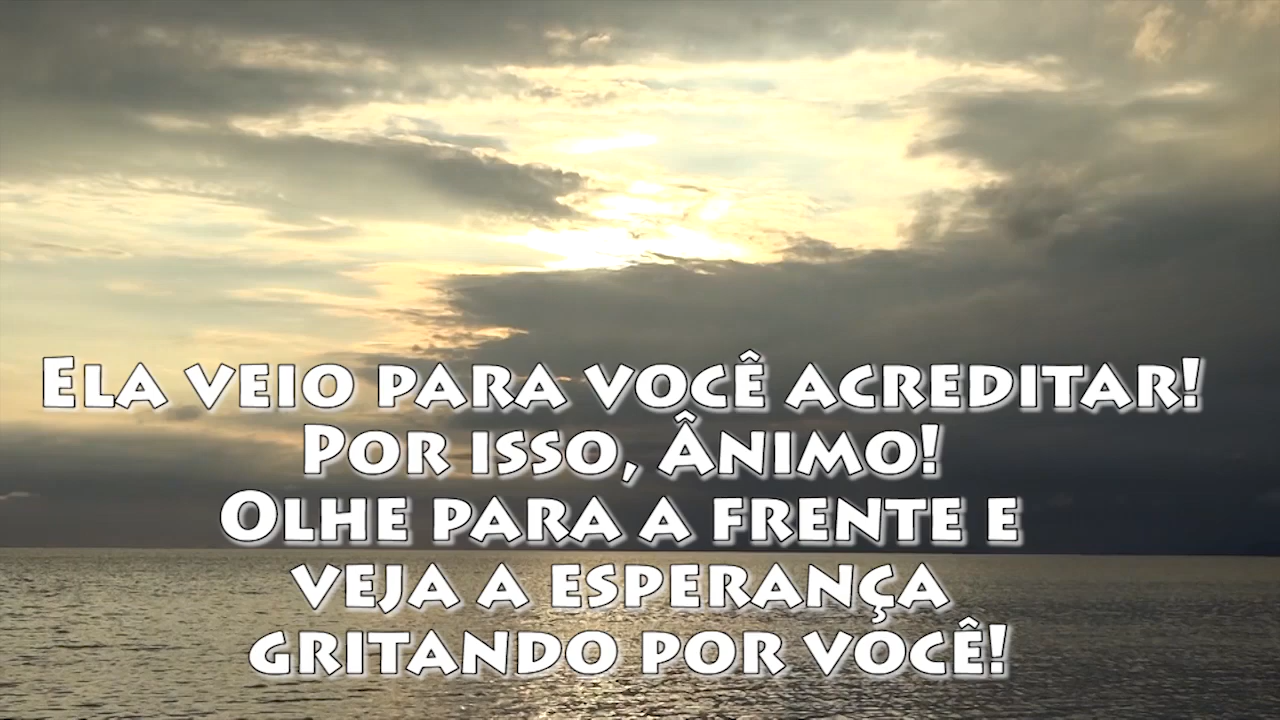 Ela veio para você acreditar!
Por isso, Ânimo!
Olhe para a frente e
veja a esperança
gritando por você!